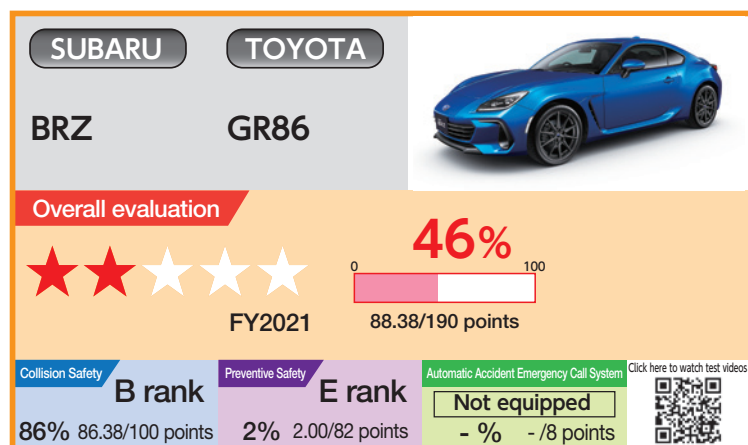 SUBARU TOYOTA
BRZ GR86
Overall evaluation
46%
0 100
FY2021 88.38/190 points
Collision Safety
B rank
86% 86.38/100 points
Preventive Safety
E rank
2% 2.00/82 points
Automatic Accident Emergency Call System
Not equipped
- % - /8 points
Click here to watch test videos